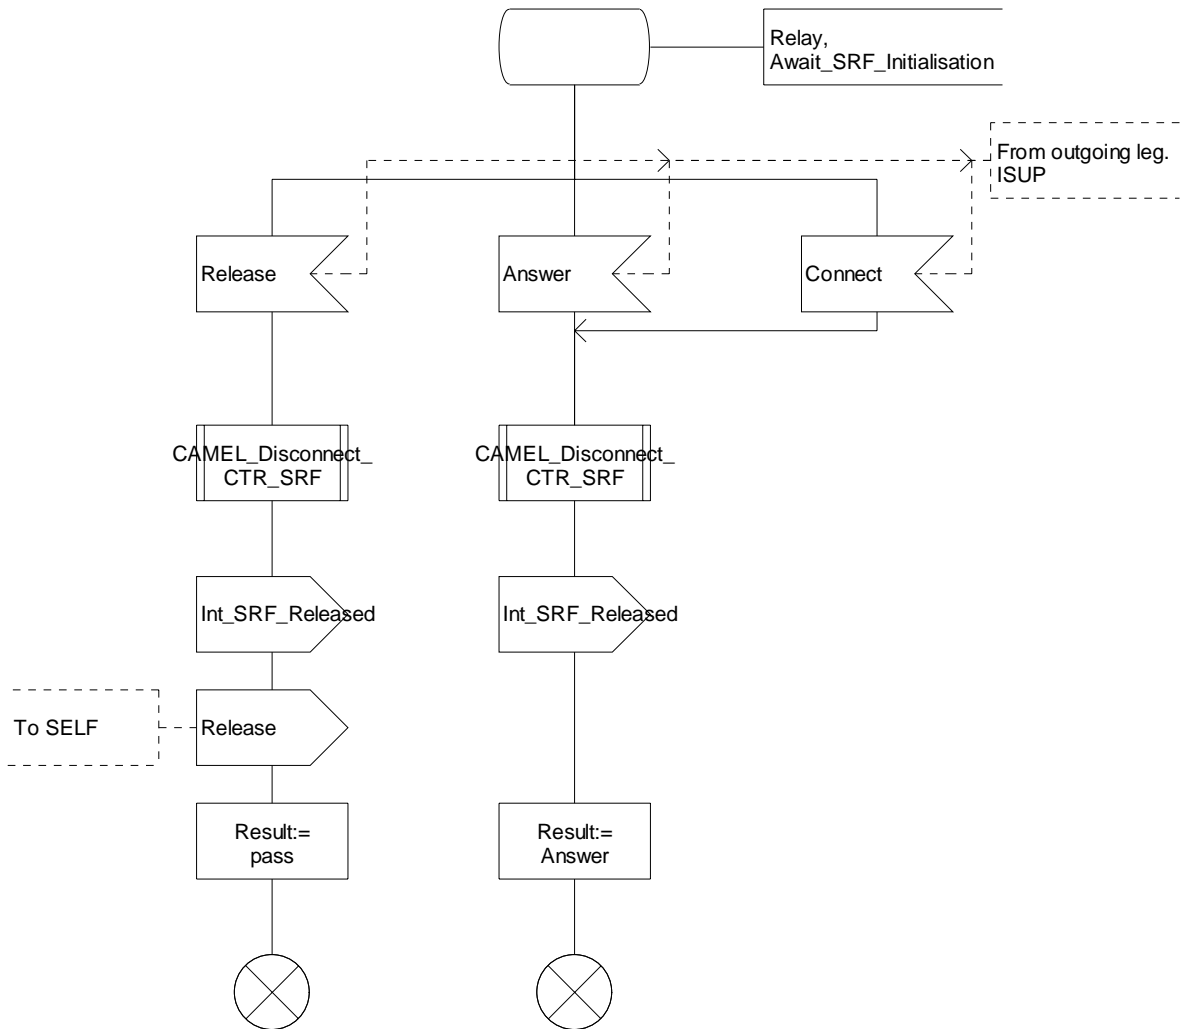 Relay,
Await_SRF_Initialisation
From outgoing leg.
ISUP
Release
Answer
Connect
CAMEL_Disconnect_
CTR_SRF
CAMEL_Disconnect_
CTR_SRF
Int_SRF_Released
Int_SRF_Released
To SELF
Release
Result:=
pass
Result:=
Answer